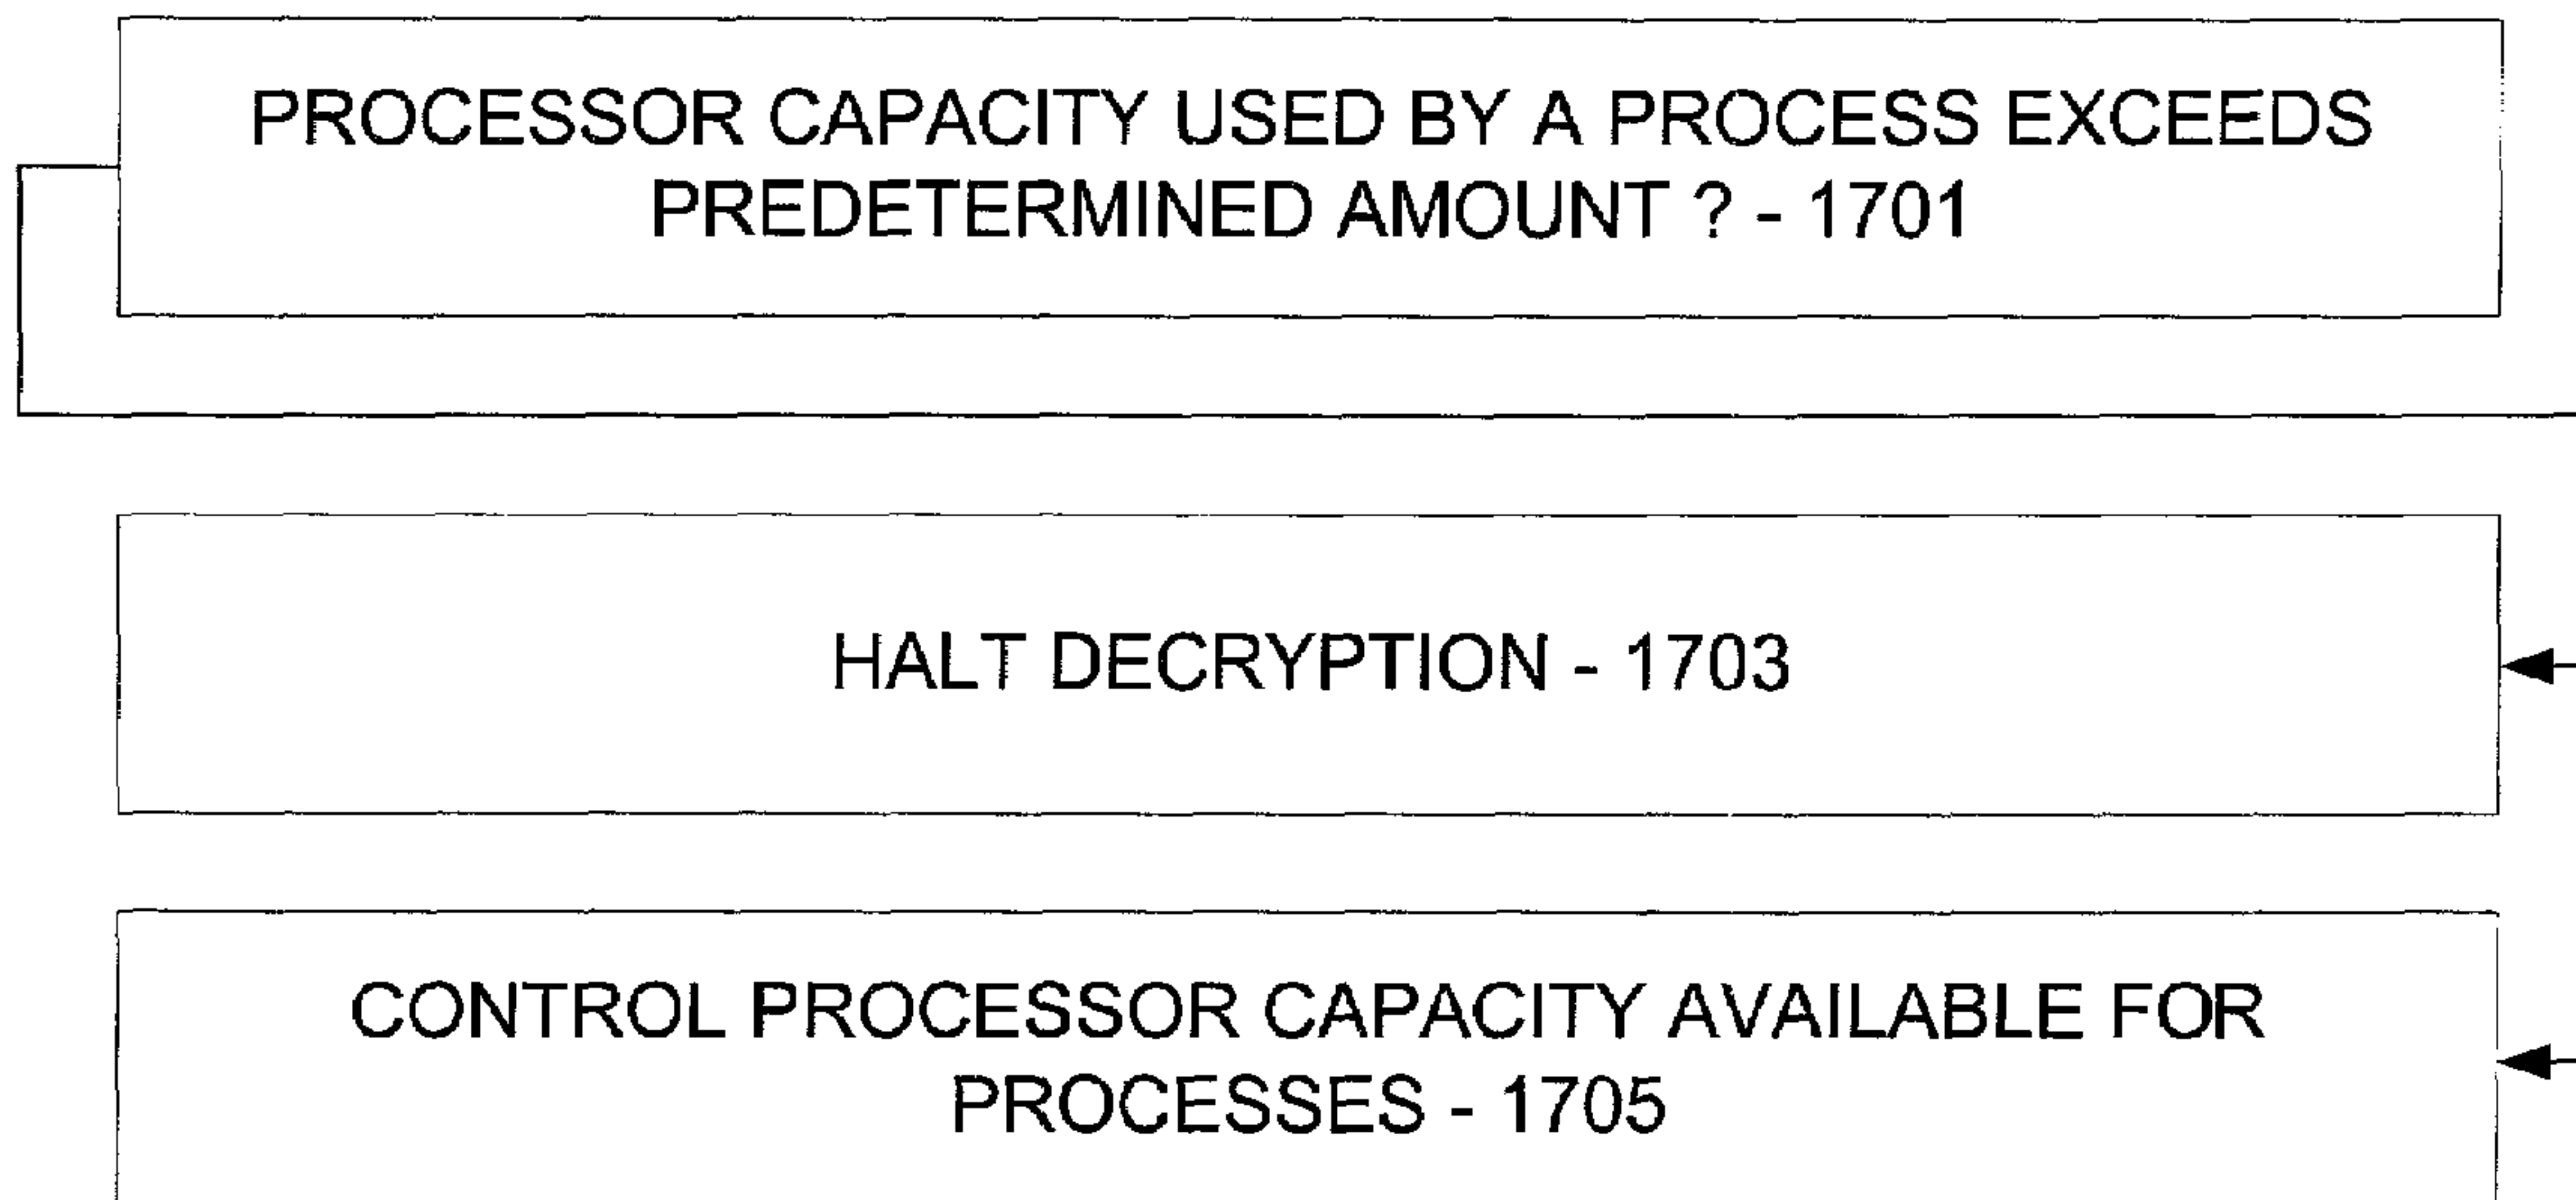 PROCESSOR CAPACITY USED BY A PROCESS EXCEEDS
PREDETERMINED AMOUNT ? - 1701
HALT DECRYPTION - 1703
CONTROL PROCESSOR CAPACITY AVAILABLE FOR
PROCESSES - 1705